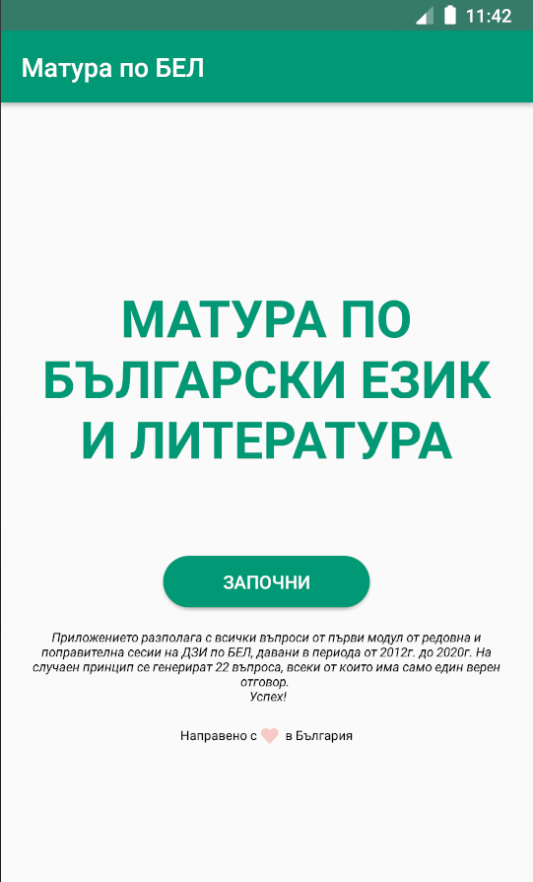 11:42
Матура по БЕЛ
МАТУРА ПО
БЪЛГАРСКИ ЕЗИК
И ЛИТЕРАТУРА
ЗАПОЧНИ
Приложението разполага с всички въпроси от първи модул от редовна и
поправителна сесии на ДЗИ по БЕЛ, давани в периода от 2012г. до 2020г. На
случаен принцип се генерират 22 въпроса, всеки от които има само един верен
отговор.
Успех!
Направено с в България